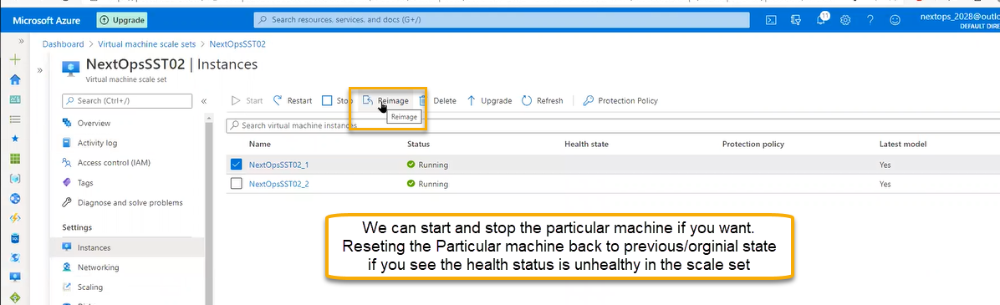 Microsoft Azure
Upgrade
Search resources, services, and docs (G+/)
11
nextops_2028@outlo
DEFAULT DIRE
Dashboard > Virtual machine scale sets > NextOpsSST02
NextOpsSST02 | Instances
Virtual machine scale set
Search (Ctrl+/)
Start Restart Stop Reimage Delete Upgrade Refresh Protection Policy
Reimage
Search virtual machine instances
Overview
Activity log
Access control (IAM)
Tags
Diagnose and solve problems
Settings
Instances
Networking
Scaling
Name Status Health state Protection policy Latest model
NextOpsSST02_1 Running Yes
NextOpsSST02_2 Running Yes
We can start and stop the particular machine if you want.
Reseting the Particular machine back to previous/orginial state
if you see the health status is unhealthy in the scale set